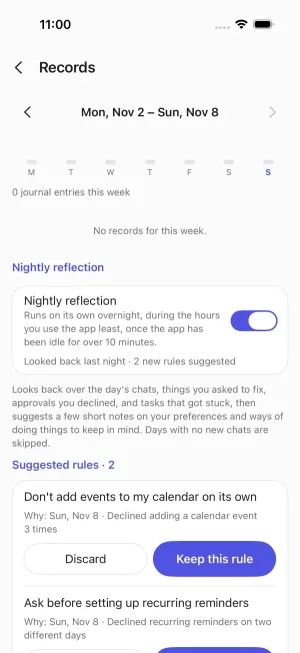 11:00
Records
Mon, Nov 2 – Sun, Nov 8
M T W T F S S
0 journal entries this week
No records for this week.
Nightly reflection
Nightly reflection
Runs on its own overnight, during the hours
you use the app least, once the app has
been idle for over 10 minutes.
Looked back last night · 2 new rules suggested
Looks back over the day's chats, things you asked to fix,
approvals you declined, and tasks that got stuck, then
suggests a few short notes on your preferences and ways of
doing things to keep in mind. Days with no new chats are
skipped.
Suggested rules · 2
Don't add events to my calendar on its own
Why: Sun, Nov 8 · Declined adding a calendar event
3 times
Discard Keep this rule
Ask before setting up recurring reminders
Why: Sun, Nov 8 · Declined recurring reminders on two
different days